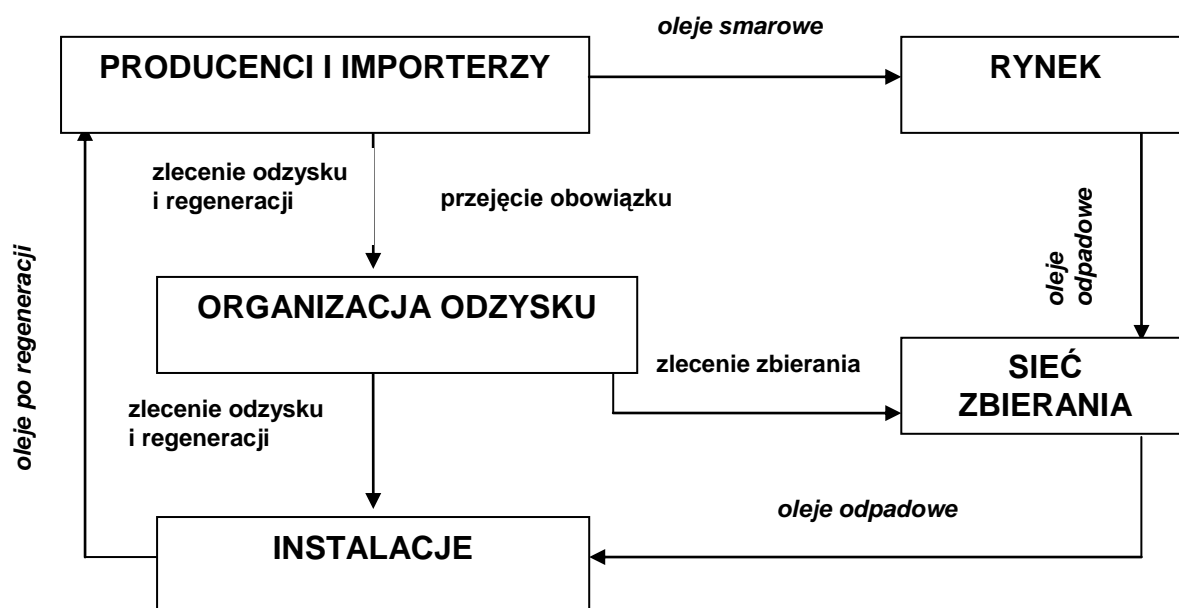 oleje smarowe
PRODUCENCI I IMPORTERZY
RYNEK
zlecenie odzysku
i regeneracji
przejęcie obowiązku
oleje
odpadowe
oleje po regeneracji
ORGANIZACJA ODZYSKU
zlecenie zbierania
SIEĆ
ZBIERANIA
zlecenie odzysku
i regeneracji
oleje odpadowe
INSTALACJE